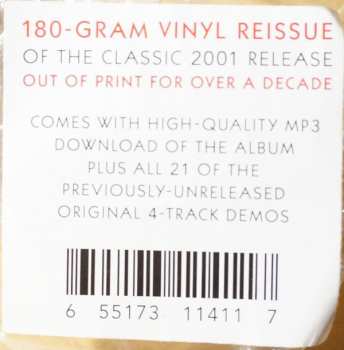 180-GRAM VINYL REISSUE
OF THE CLASSIC 2001 RELEASE
OUT OF PRINT FOR OVER A DECADE
COMES WITH HIGH-QUALITY MP3
DOWNLOAD OF THE ALBUM
PLUS ALL 21 OF THE
PREVIOUSLY-UNRELEASED
ORIGINAL 4-TRACK DEMOS
6 55173 11411 7